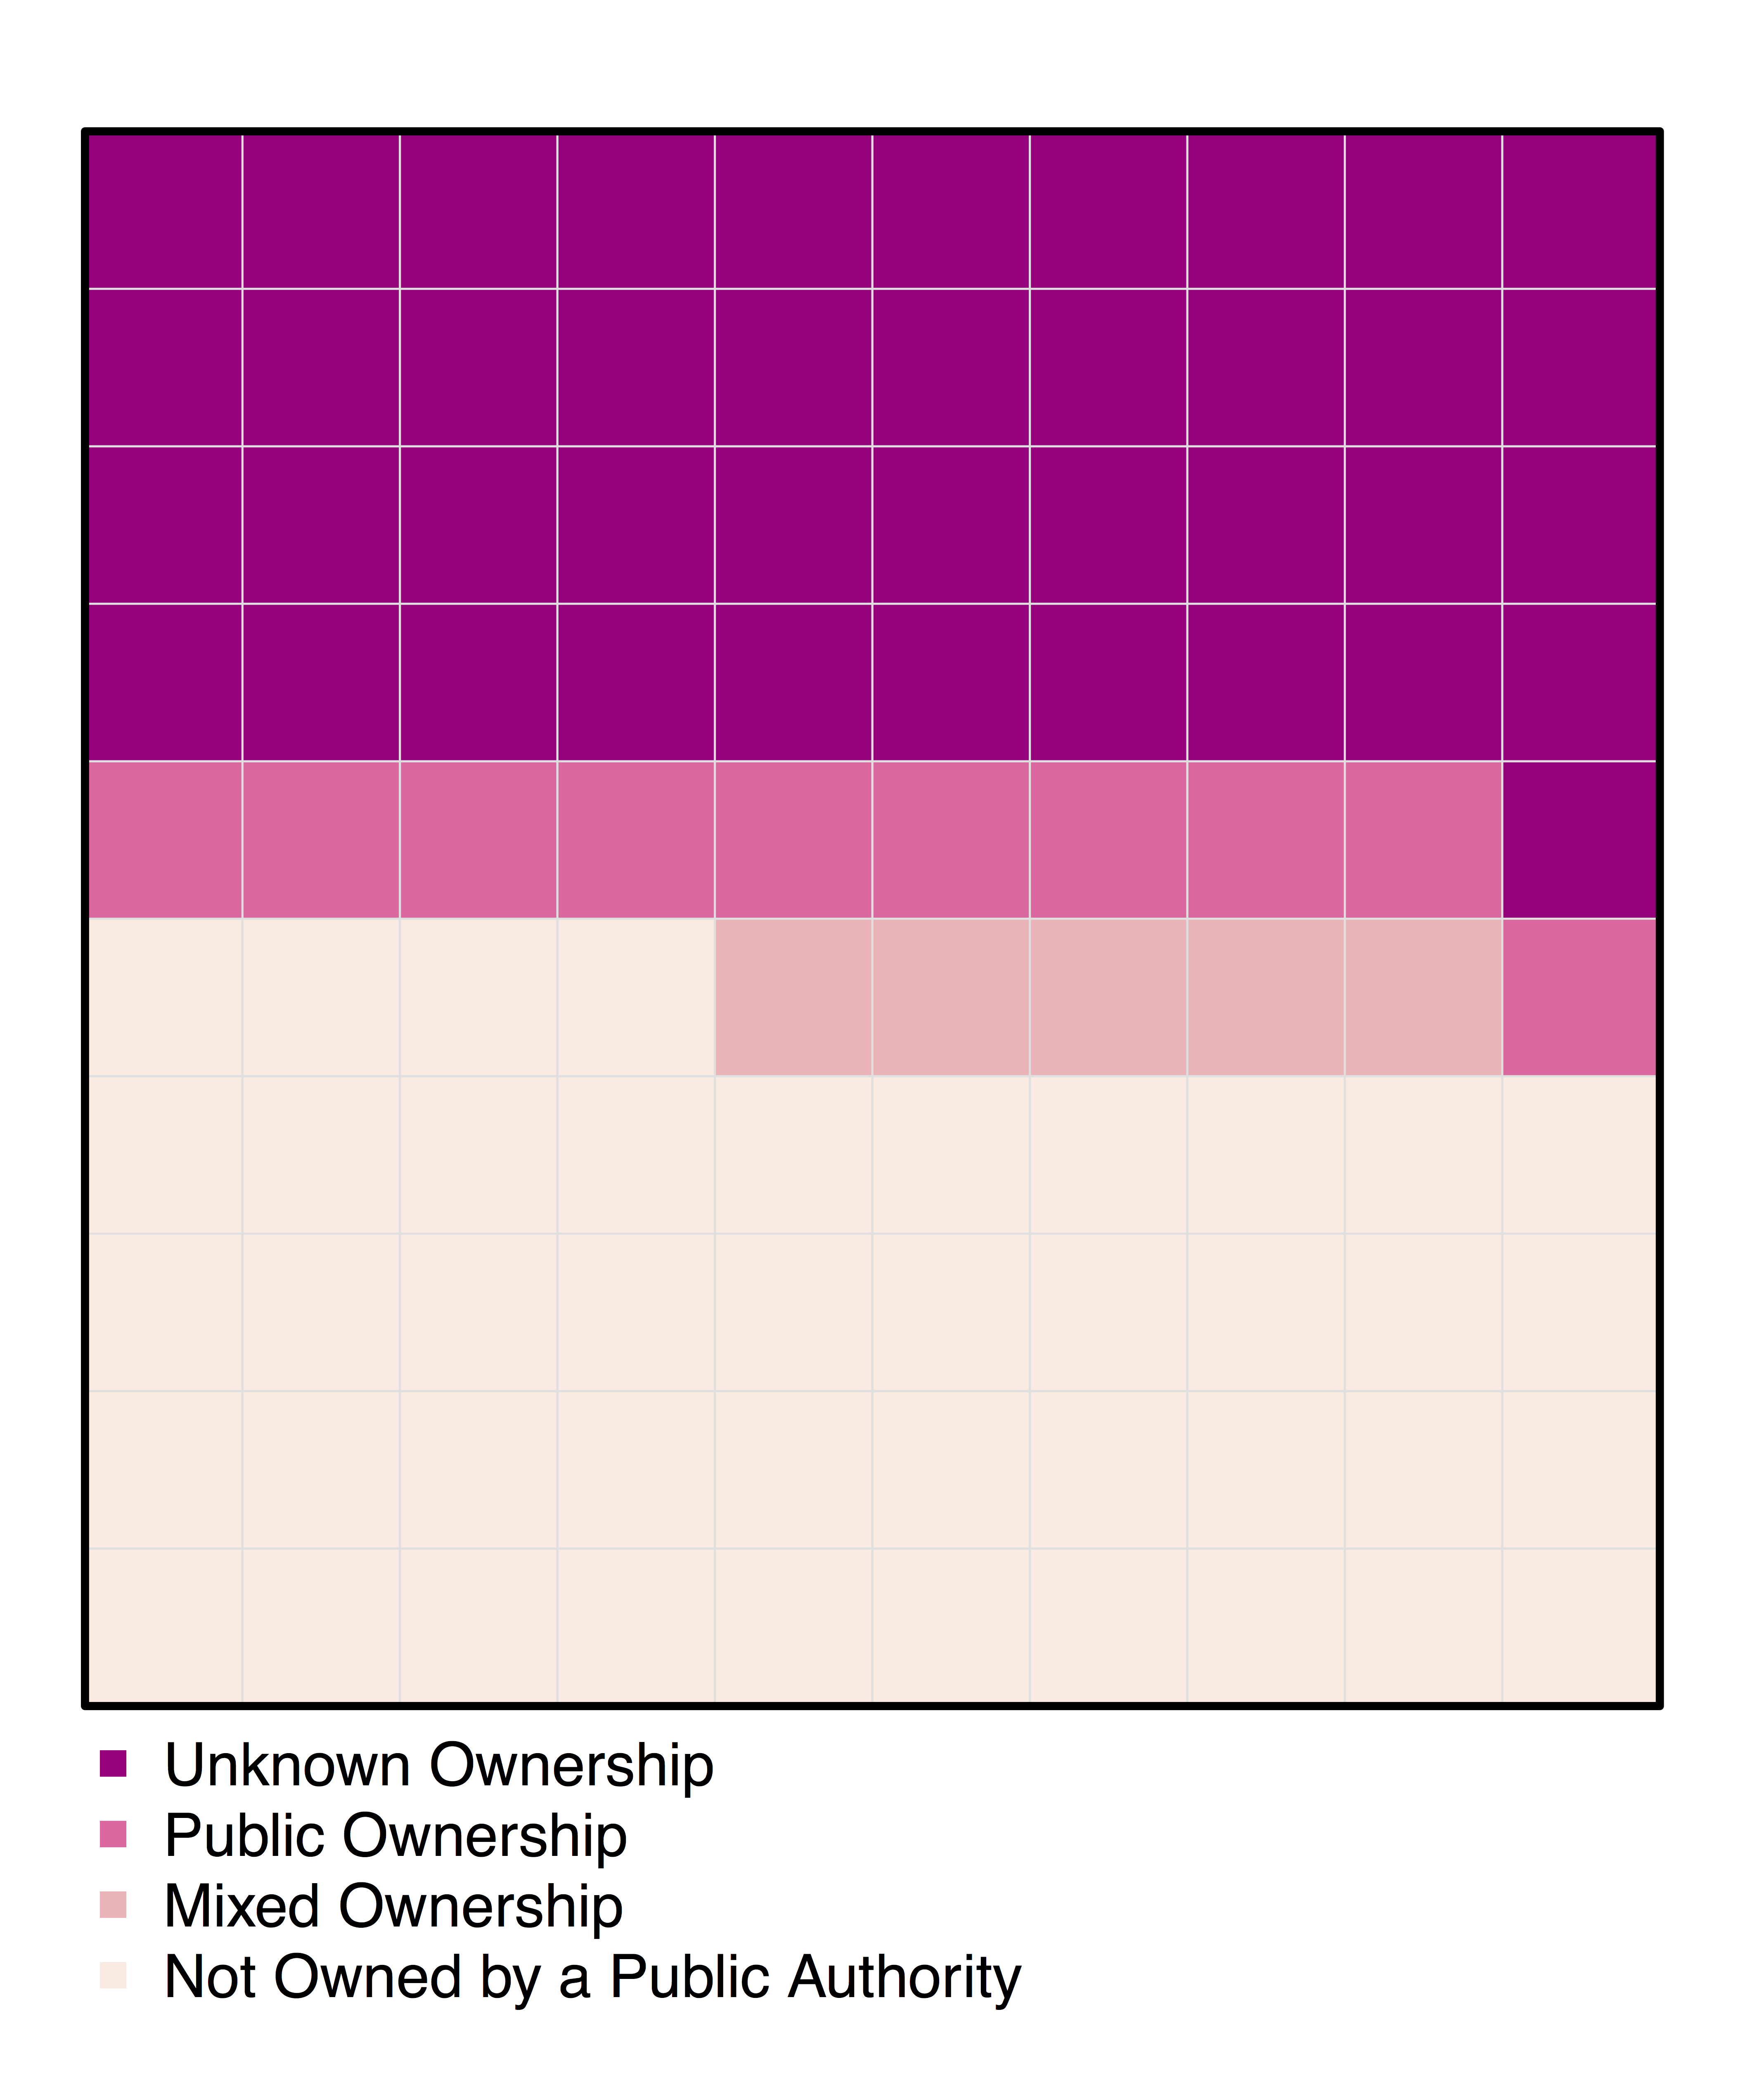 Unknown Ownership
Public Ownership
Mixed Ownership
Not Owned by a Public Authority